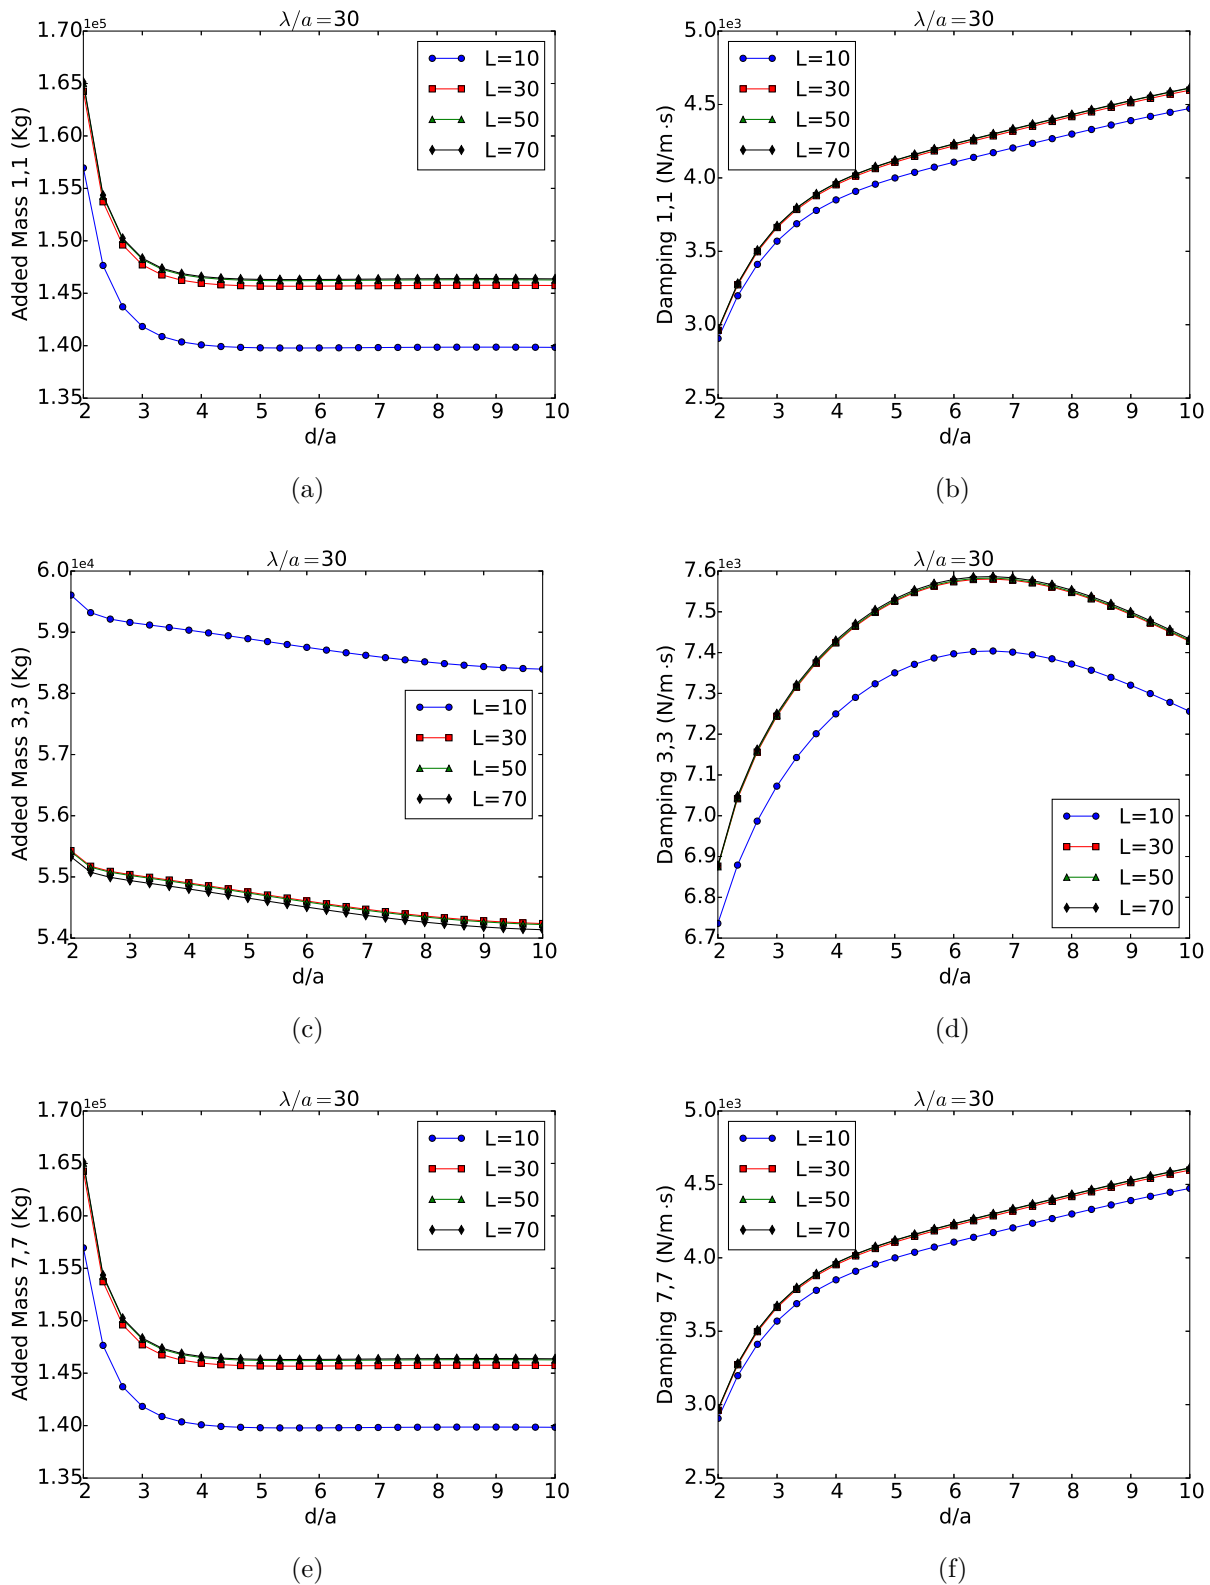 1e5
λ/a=30
1.70
1.65
1.60
1.55
1.50
1.45
1.40
1.35
Added Mass 1,1 (Kg)
L=10
L=30
L=50
L=70
2 3 4 5 6 7 8 9 10
d/a
(a)
1e3
λ/a=30
5.0
4.5
4.0
3.5
3.0
2.5
Damping 1,1 (N/m·s)
L=10
L=30
L=50
L=70
2 3 4 5 6 7 8 9 10
d/a
(b)
1e4
λ/a=30
6.0
5.9
5.8
5.7
5.6
5.5
5.4
Added Mass 3,3 (Kg)
L=10
L=30
L=50
L=70
2 3 4 5 6 7 8 9 10
d/a
(c)
1e3
λ/a=30
7.6
7.5
7.4
7.3
7.2
7.1
7.0
6.9
6.8
6.7
Damping 3,3 (N/m·s)
L=10
L=30
L=50
L=70
2 3 4 5 6 7 8 9 10
d/a
(d)
1e5
λ/a=30
1.70
1.65
1.60
1.55
1.50
1.45
1.40
1.35
Added Mass 7,7 (Kg)
L=10
L=30
L=50
L=70
2 3 4 5 6 7 8 9 10
d/a
(e)
1e3
λ/a=30
5.0
4.5
4.0
3.5
3.0
2.5
Damping 7,7 (N/m·s)
L=10
L=30
L=50
L=70
2 3 4 5 6 7 8 9 10
d/a
(f)